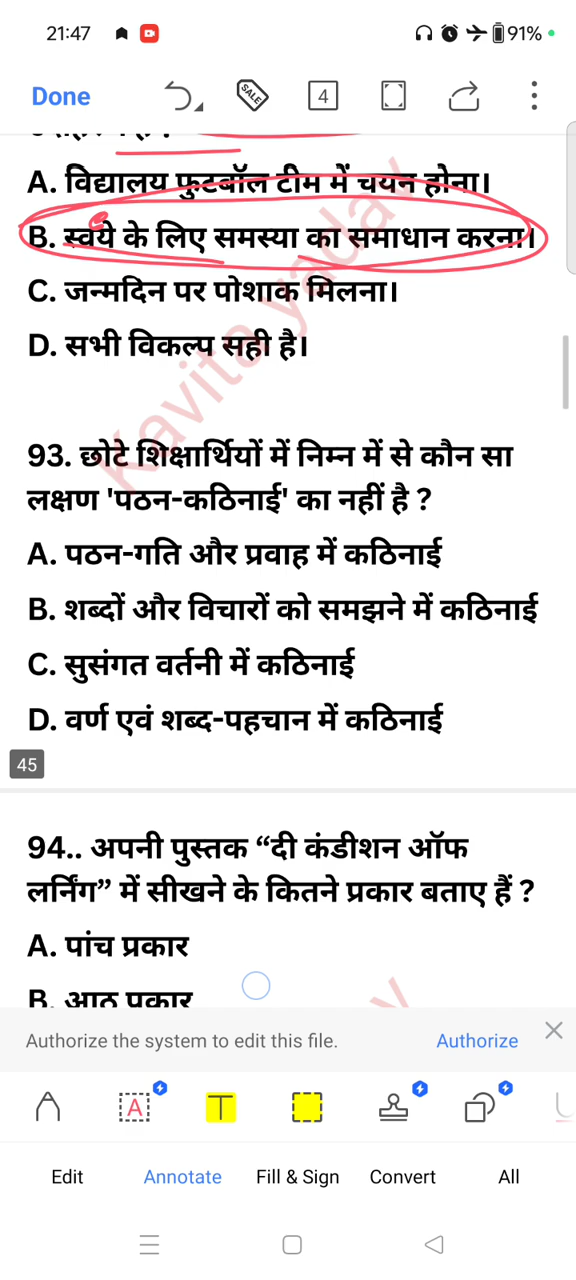 21:47
91%
Done
SALE
4
A. विद्यालय फुटबॉल टीम में चयन होना।
B. स्वयं के लिए समस्या का समाधान करना।
C. जन्मदिन पर पोशाक मिलना।
D. सभी विकल्प सही है।
Kavita yadav
93. छोटे शिक्षार्थियों में निम्न में से कौन सा
लक्षण 'पठन-कठिनाई' का नहीं है ?
A. पठन-गति और प्रवाह में कठिनाई
B. शब्दों और विचारों को समझने में कठिनाई
C. सुसंगत वर्तनी में कठिनाई
D. वर्ण एवं शब्द-पहचान में कठिनाई
45
94.. अपनी पुस्तक “दी कंडीशन ऑफ
लर्निंग” में सीखने के कितने प्रकार बताए हैं ?
A. पांच प्रकार
B. आठ प्रकार
Authorize the system to edit this file.
Authorize
Edit
Annotate
Fill & Sign
Convert
All